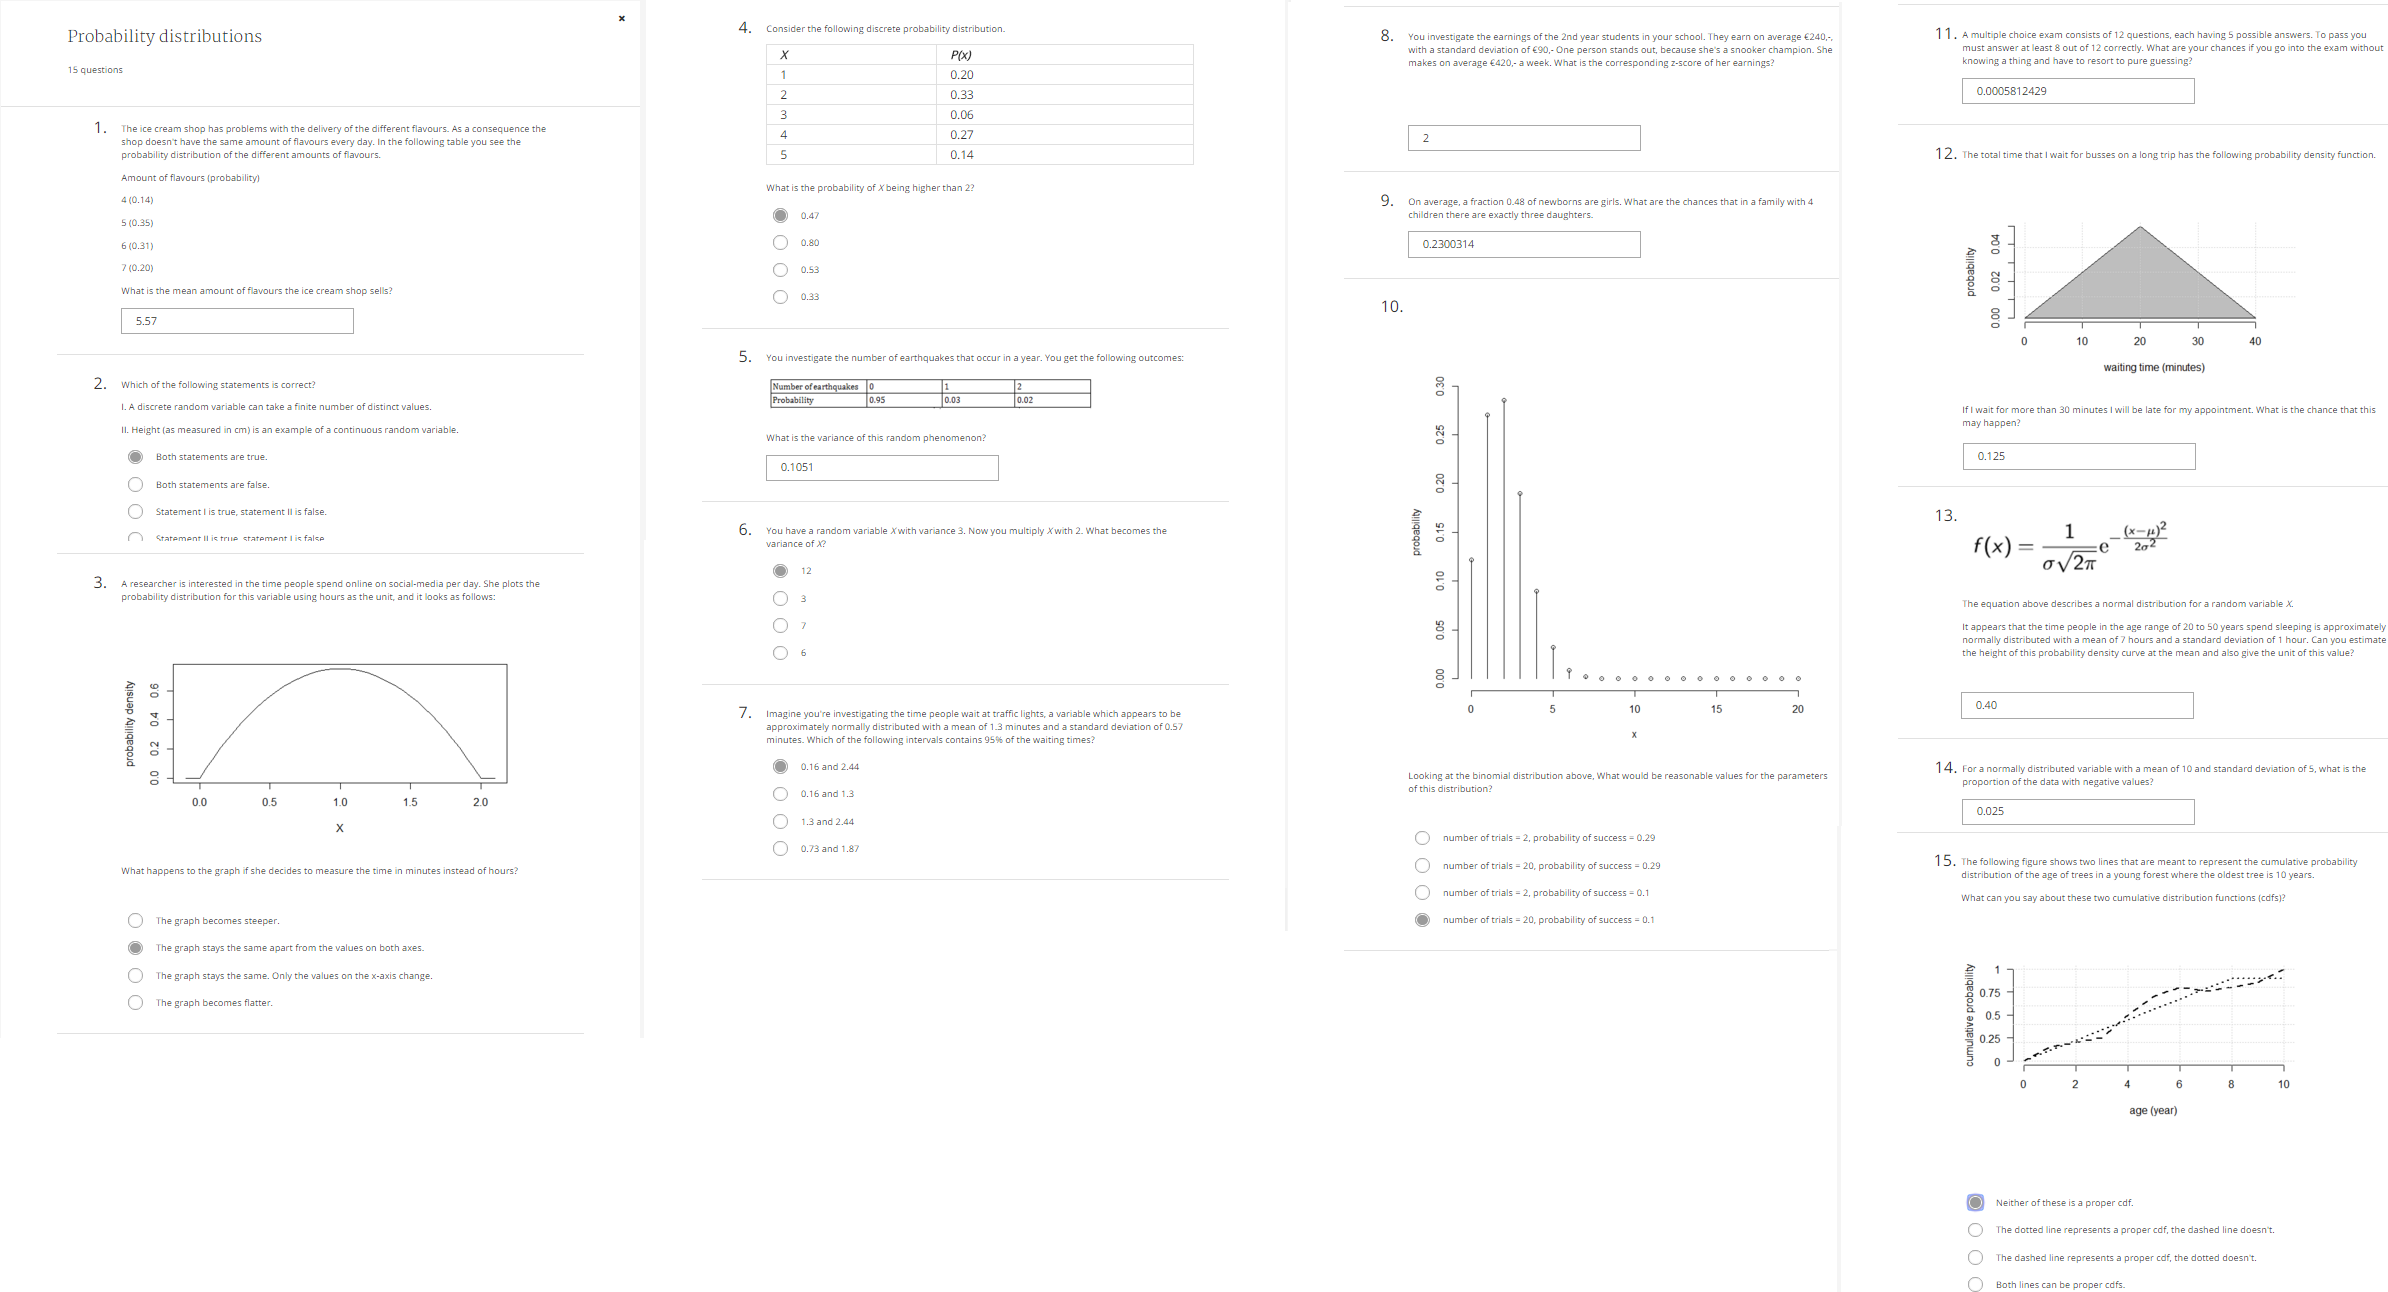 Probability distributions
15 questions
1. The ice cream shop has problems with the delivery of the different flavours. As a consequence the
shop doesn't have the same amount of flavours every day. In the following table you see the
probability distribution of the different amounts of flavours.
Amount of flavours (probability)
4 (0.14)
5 (0.35)
6 (0.31)
7 (0.20)
What is the mean amount of flavours the ice cream shop sells?
5.57
2. Which of the following statements is correct?
I. A discrete random variable can take a finite number of distinct values.
II. Height (as measured in cm) is an example of a continuous random variable.
Both statements are true.
Both statements are false.
Statement I is true, statement II is false.
Statement II is true, statement I is false
3. A researcher is interested in the time people spend online on social-media per day. She plots the
probability distribution for this variable using hours as the unit, and it looks as follows:
probability density
0.0 0.2 0.4 0.6
0.0 0.5 1.0 1.5 2.0
X
What happens to the graph if she decides to measure the time in minutes instead of hours?
The graph becomes steeper.
The graph stays the same apart from the values on both axes.
The graph stays the same. Only the values on the x-axis change.
The graph becomes flatter.
4. Consider the following discrete probability distribution.
X P(x)
1 0.20
2 0.33
3 0.06
4 0.27
5 0.14
What is the probability of X being higher than 2?
0.47
0.80
0.53
0.33
5. You investigate the number of earthquakes that occur in a year. You get the following outcomes:
Number of earthquakes 0 1 2
Probability 0.95 0.03 0.02
What is the variance of this random phenomenon?
0.1051
6. You have a random variable X with variance 3. Now you multiply X with 2. What becomes the
variance of X?
12
3
7
6
7. Imagine you're investigating the time people wait at traffic lights, a variable which appears to be
approximately normally distributed with a mean of 1.3 minutes and a standard deviation of 0.57
minutes. Which of the following intervals contains 95% of the waiting times?
0.16 and 2.44
0.16 and 1.3
1.3 and 2.44
0.73 and 1.87
8. You investigate the earnings of the 2nd year students in your school. They earn on average €240,-,
with a standard deviation of €90,- One person stands out, because she's a snooker champion. She
makes on average €420,- a week. What is the corresponding z-score of her earnings?
2
9. On average, a fraction 0.48 of newborns are girls. What are the chances that in a family with 4
children there are exactly three daughters.
0.2300314
10.
probability
0.00 0.05 0.10 0.15 0.20 0.25 0.30
0 5 10 15 20
x
Looking at the binomial distribution above, What would be reasonable values for the parameters
of this distribution?
number of trials = 2, probability of success = 0.29
number of trials = 20, probability of success = 0.29
number of trials = 2, probability of success = 0.1
number of trials = 20, probability of success = 0.1
11. A multiple choice exam consists of 12 questions, each having 5 possible answers. To pass you
must answer at least 8 out of 12 correctly. What are your chances if you go into the exam without
knowing a thing and have to resort to pure guessing?
0.0005812429
12. The total time that I wait for busses on a long trip has the following probability density function.
probability
0.00 0.02 0.04
0 10 20 30 40
waiting time (minutes)
If I wait for more than 30 minutes I will be late for my appointment. What is the chance that this
may happen?
0.125
13.
f(x) = 1/(σ√2π) e^−(x−μ)²/2σ²
The equation above describes a normal distribution for a random variable X.
It appears that the time people in the age range of 20 to 50 years spend sleeping is approximately
normally distributed with a mean of 7 hours and a standard deviation of 1 hour. Can you estimate
the height of this probability density curve at the mean and also give the unit of this value?
0.40
14. For a normally distributed variable with a mean of 10 and standard deviation of 5, what is the
proportion of the data with negative values?
0.025
15. The following figure shows two lines that are meant to represent the cumulative probability
distribution of the age of trees in a young forest where the oldest tree is 10 years.
What can you say about these two cumulative distribution functions (cdfs)?
cumulative probability
1
0.75
0.5
0.25
0
0 2 4 6 8 10
age (year)
Neither of these is a proper cdf.
The dotted line represents a proper cdf, the dashed line doesn't.
The dashed line represents a proper cdf, the dotted doesn't.
Both lines can be proper cdfs.